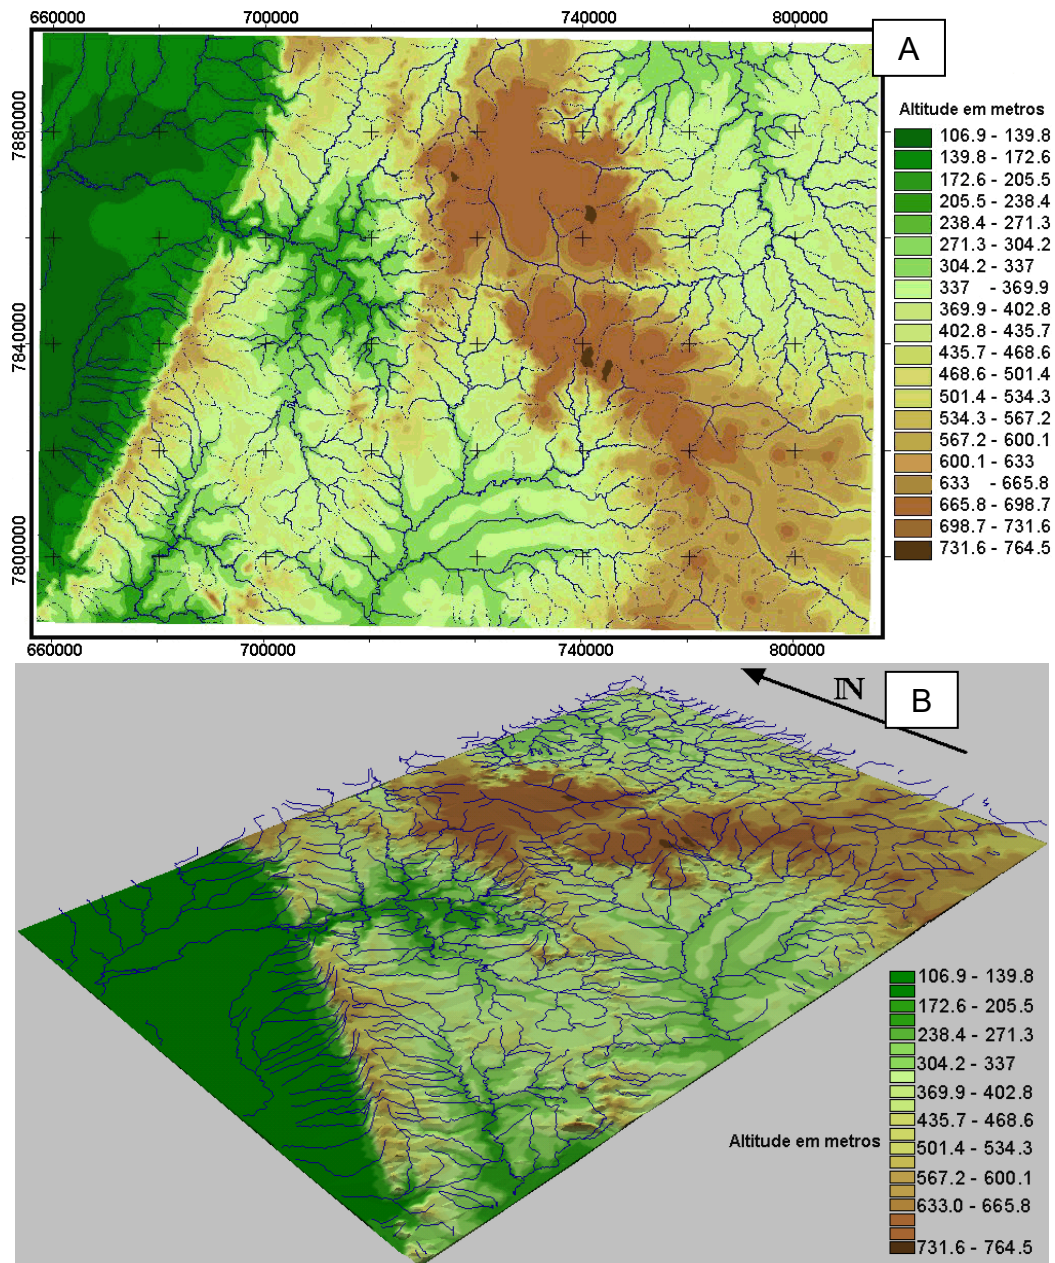 660000 700000 740000 800000
A
7880000
7840000
7800000
Altitude em metros
106.9 - 139.8
139.8 - 172.6
172.6 - 205.5
205.5 - 238.4
238.4 - 271.3
271.3 - 304.2
304.2 - 337
337 - 369.9
369.9 - 402.8
402.8 - 435.7
435.7 - 468.6
468.6 - 501.4
501.4 - 534.3
534.3 - 567.2
567.2 - 600.1
600.1 - 633
633 - 665.8
665.8 - 698.7
698.7 - 731.6
731.6 - 764.5
660000 700000 740000 800000
N
B
Altitude em metros
106.9 - 139.8
172.6 - 205.5
238.4 - 271.3
304.2 - 337
369.9 - 402.8
435.7 - 468.6
501.4 - 534.3
567.2 - 600.1
633.0 - 665.8
731.6 - 764.5